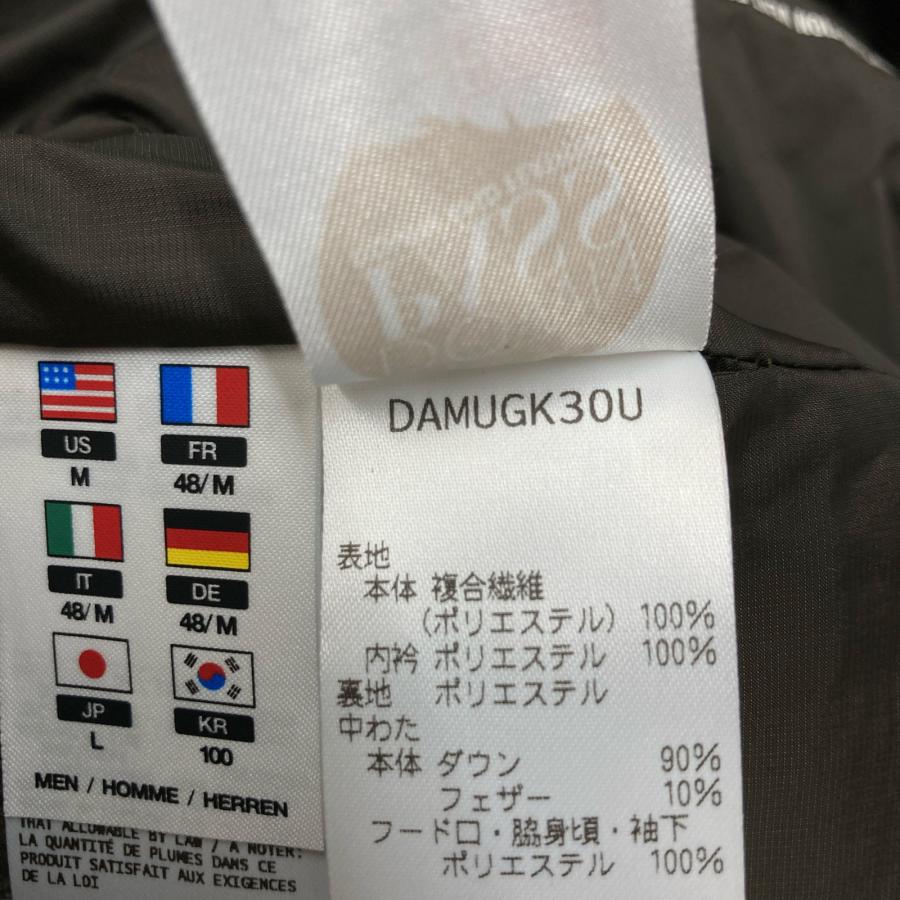 DAMUGK30U
表地
本体 複合繊維
(ポリエステル) 100%
内衿 ポリエステル 100%
裏地 ポリエステル
中わた
本体 ダウン 90%
フェザー 10%
フードロ・脇身頃・袖下
ポリエステル 100%
US FR
M 48/M
IT DE
48/M 48/M
JP KR
L 100
MEN / HOMME / HERREN
THAT ALLOWABLE BY LAW / A NOTER:
LA QUANTITÉ DE PLUMES DANS CE
PRODUIT SATISFAIT AUX EXIGENCES
DE LA LOI